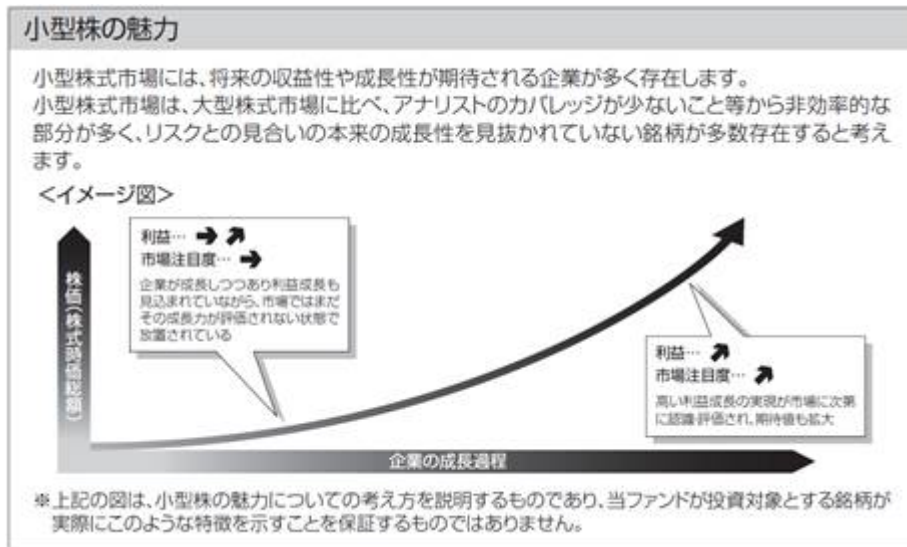 小型株の魅力
小型株式市場には、将来の収益性や成長性が期待される企業が多く存在します。
小型株式市場は、大型株式市場に比べ、アナリストのカバレッジが少ないこと等から非効率的な
部分が多く、リスクとの見合いの本来の成長性を見抜かれていない銘柄が多数存在すると考え
ます。
<イメージ図>
利益… ➡ ⬈
市場注目度… ➡
企業が成長しつつあり利益成長も
見込まれていながら、市場ではまだ
その成長力が評価されない状態で
放置されている
株価(株式時価総額)
利益… ⬈
市場注目度… ⬈
高い利益成長の実現が市場に次第
に認識・評価され、期待値も拡大
企業の成長過程
※上記の図は、小型株の魅力についての考え方を説明するものであり、当ファンドが投資対象とする銘柄が
実際にこのような特徴を示すことを保証するものではありません。